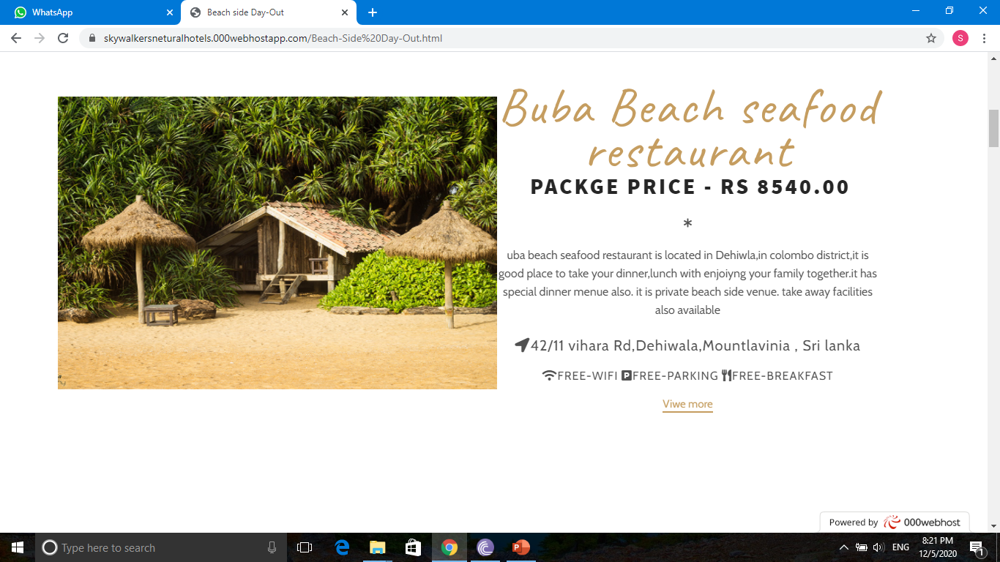 WhatsApp
Beach side Day-Out
skywalkersneturalhotels.000webhostapp.com/Beach-Side%20Day-Out.html
S
Buba Beach seafood
restaurant
PACKGE PRICE - RS 8540.00
*
uba beach seafood restaurant is located in Dehiwla,in colombo district,it is
good place to take your dinner,lunch with enjoiyng your family together.it has
special dinner menue also. it is private beach side venue. take away facilities
also available
42/11 vihara Rd,Dehiwala,Mountlavinia , Sri lanka
FREE-WIFI FREE-PARKING FREE-BREAKFAST
Viwe more
Powered by 000webhost
Type here to search
ENG
8:21 PM
12/5/2020
1